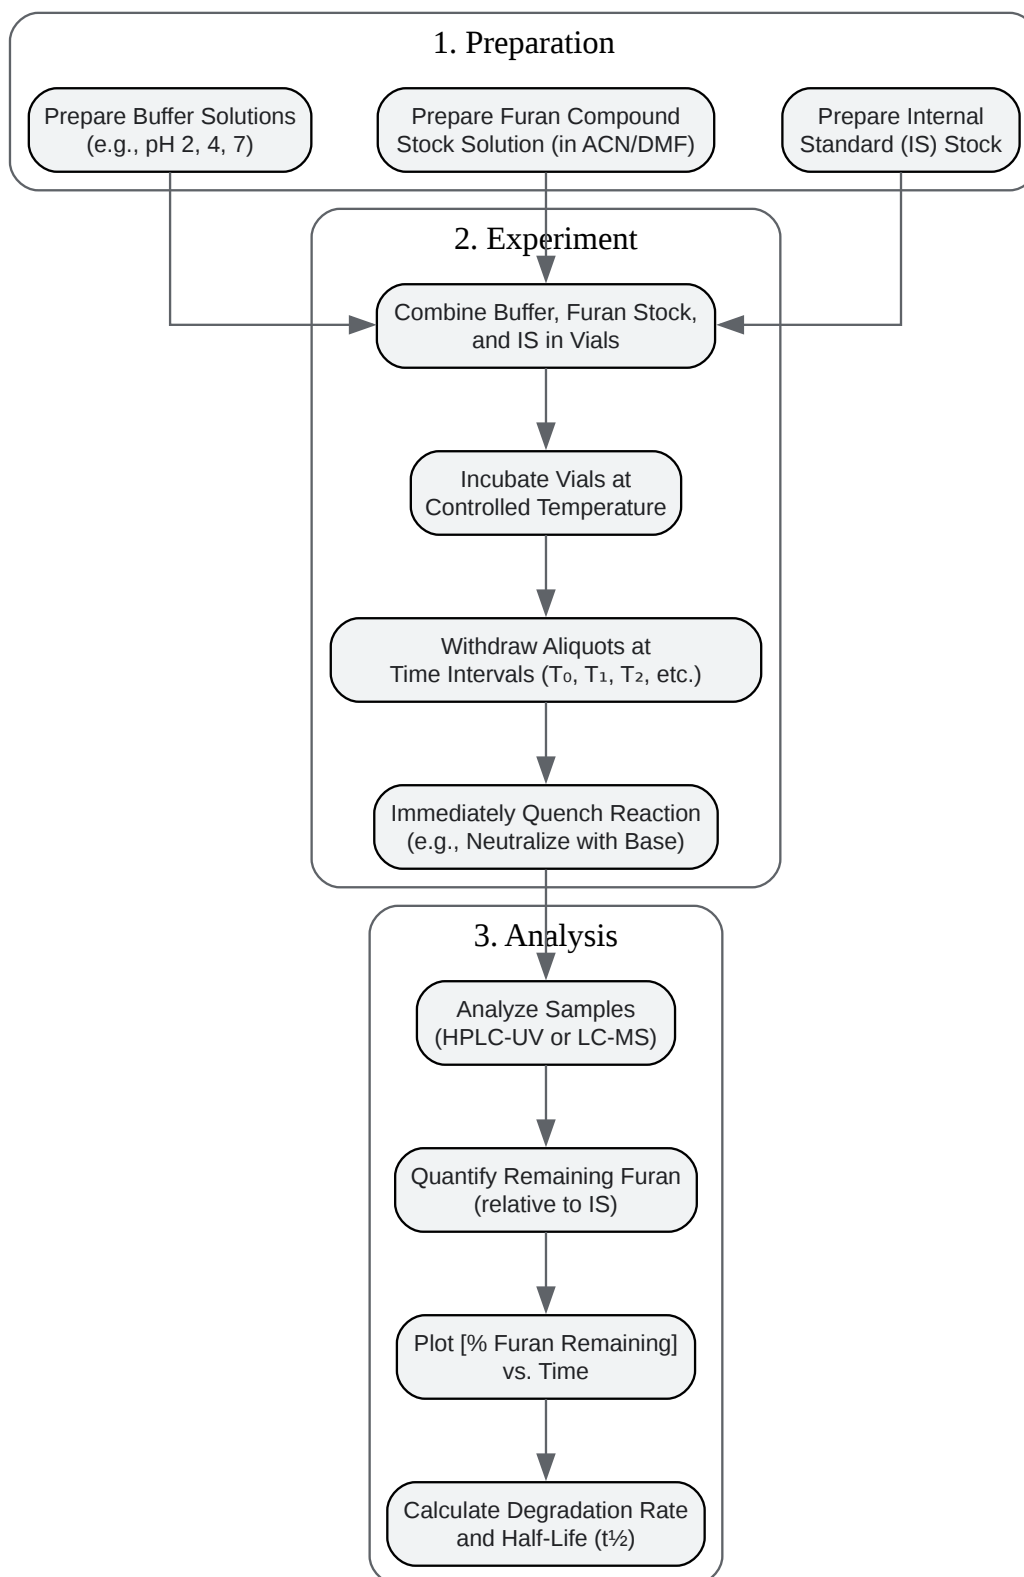 1. Preparation
Prepare Buffer Solutions
(e.g., pH 2, 4, 7)
Prepare Furan Compound
Stock Solution (in ACN/DMF)
Prepare Internal
Standard (IS) Stock
2. Experiment
Combine Buffer, Furan Stock,
and IS in Vials
Incubate Vials at
Controlled Temperature
Withdraw Aliquots at
Time Intervals (T₀, T₁, T₂, etc.)
Immediately Quench Reaction
(e.g., Neutralize with Base)
3. Analysis
Analyze Samples
(HPLC-UV or LC-MS)
Quantify Remaining Furan
(relative to IS)
Plot [% Furan Remaining]
vs. Time
Calculate Degradation Rate
and Half-Life (t½)